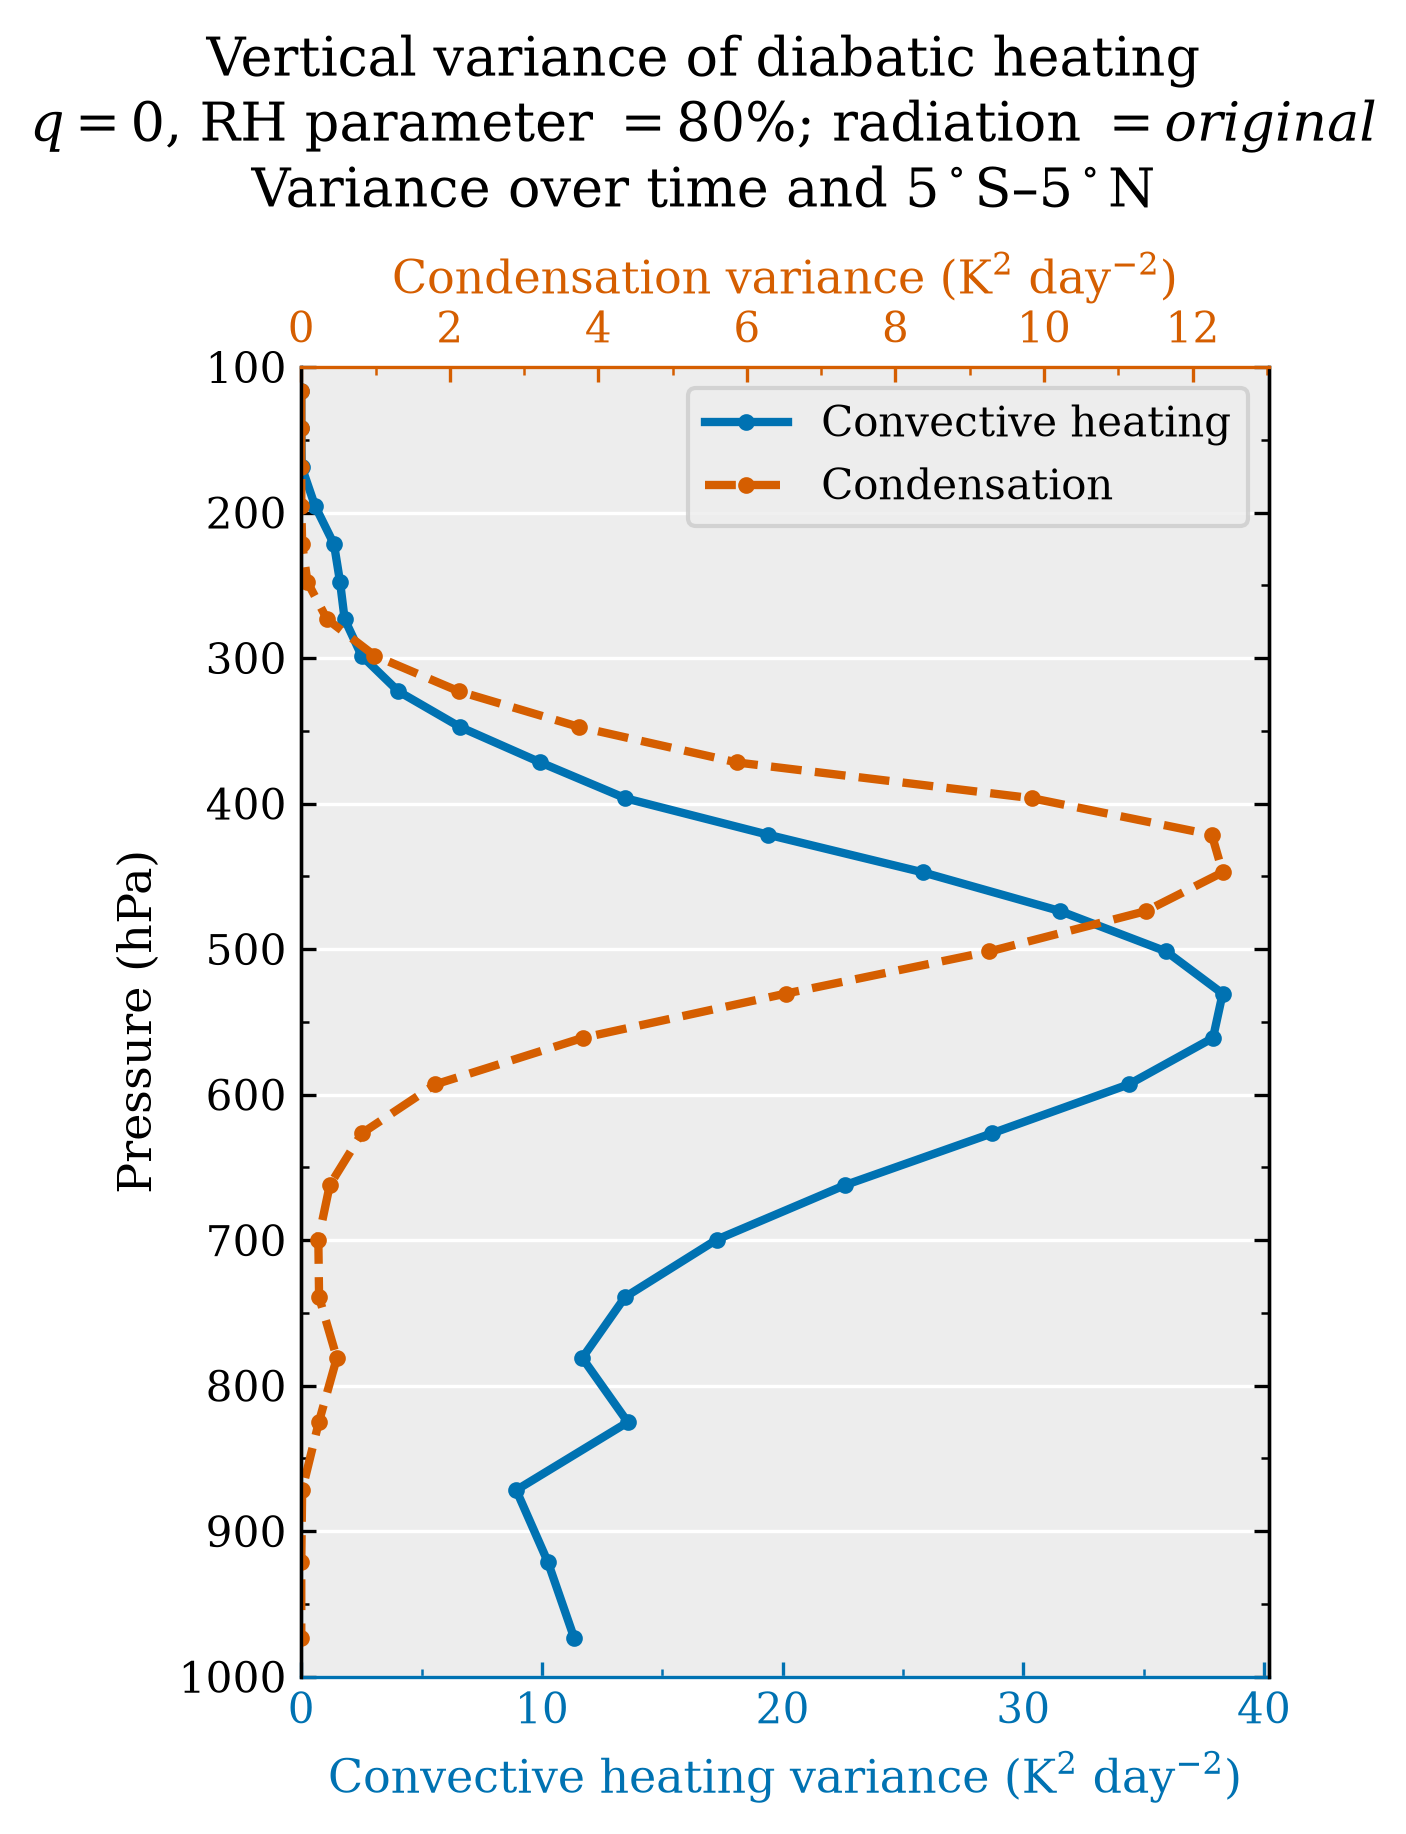 Vertical variance of diabatic heating
q = 0, RH parameter = 80%; radiation = original
Variance over time and 5°S–5°N
Condensation variance (K² day⁻²)
0 2 4 6 8 10 12
Convective heating
Condensation
Pressure (hPa)
100
200
300
400
500
600
700
800
900
1000
0 10 20 30 40
Convective heating variance (K² day⁻²)